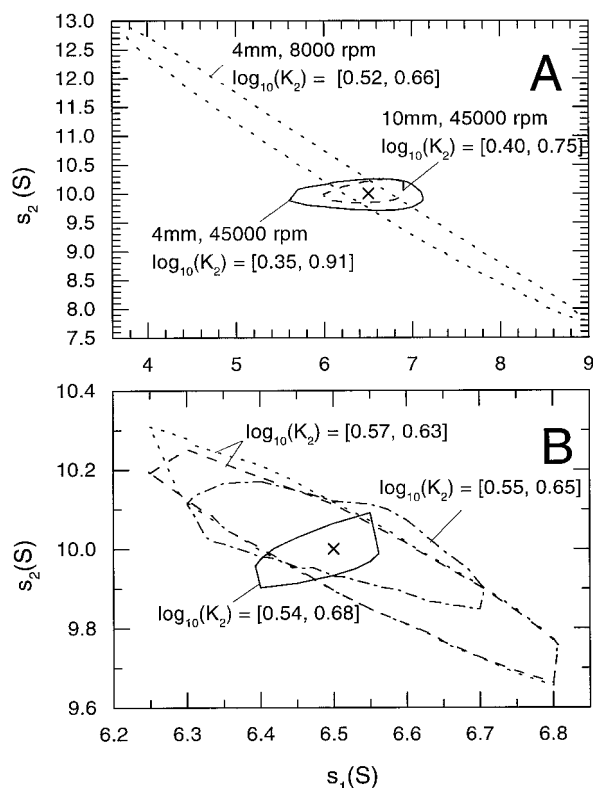 13.0
12.5
12.0
11.5
11.0
10.5
10.0
9.5
9.0
8.5
8.0
7.5
s₂ (S)
4mm, 8000 rpm
log₁₀(K₂) = [0.52, 0.66]
A
10mm, 45000 rpm
log₁₀(K₂) = [0.40, 0.75]
4mm, 45000 rpm
log₁₀(K₂) = [0.35, 0.91]
4 5 6 7 8 9
10.4
10.2
10.0
9.8
9.6
s₂(S)
log₁₀(K₂) = [0.57, 0.63]
B
log₁₀(K₂) = [0.55, 0.65]
log₁₀(K₂) = [0.54, 0.68]
6.2 6.3 6.4 6.5 6.6 6.7 6.8
s₁(S)